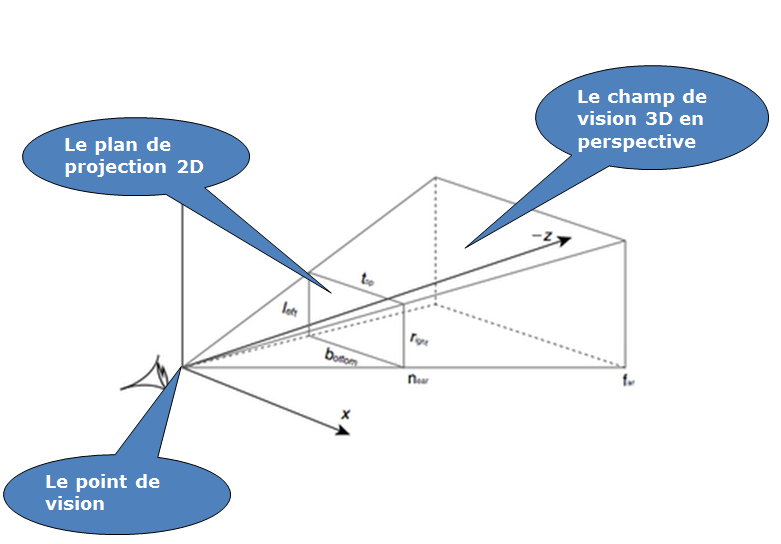 Le champ de
vision 3D en
perspective
Le plan de
projection 2D
-z
top
left
right
bottom
near
far
x
Le point de
vision